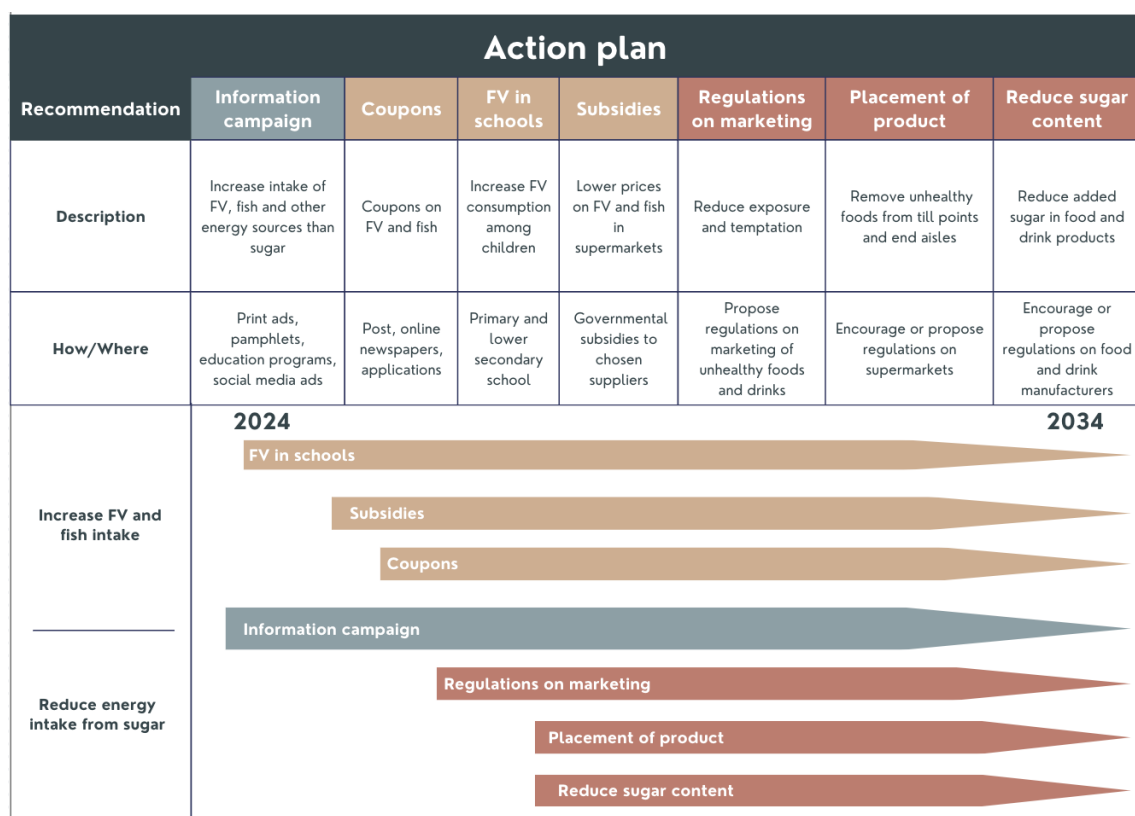 Action plan
Recommendation
Information
campaign
Coupons
FV in
schools
Subsidies
Regulations
on marketing
Placement of
product
Reduce sugar
content
Description
Increase intake of
FV, fish and other
energy sources than
sugar
Coupons on
FV and fish
Increase FV
consumption
among
children
Lower prices
on FV and fish
in
supermarkets
Reduce exposure
and temptation
Remove unhealthy
foods from till points
and end aisles
Reduce added
sugar in food and
drink products
How/Where
Print ads,
pamphlets,
education programs,
social media ads
Post, online
newspapers,
applications
Primary and
lower
secondary
school
Governmental
subsidies to
chosen
suppliers
Propose
regulations on
marketing of
unhealthy foods
and drinks
Encourage or propose
regulations on
supermarkets
Encourage or
propose
regulations on food
and drink
manufacturers
2024
2034
Increase FV and
fish intake
FV in schools
Subsidies
Coupons
Information campaign
Reduce energy
intake from sugar
Regulations on marketing
Placement of product
Reduce sugar content